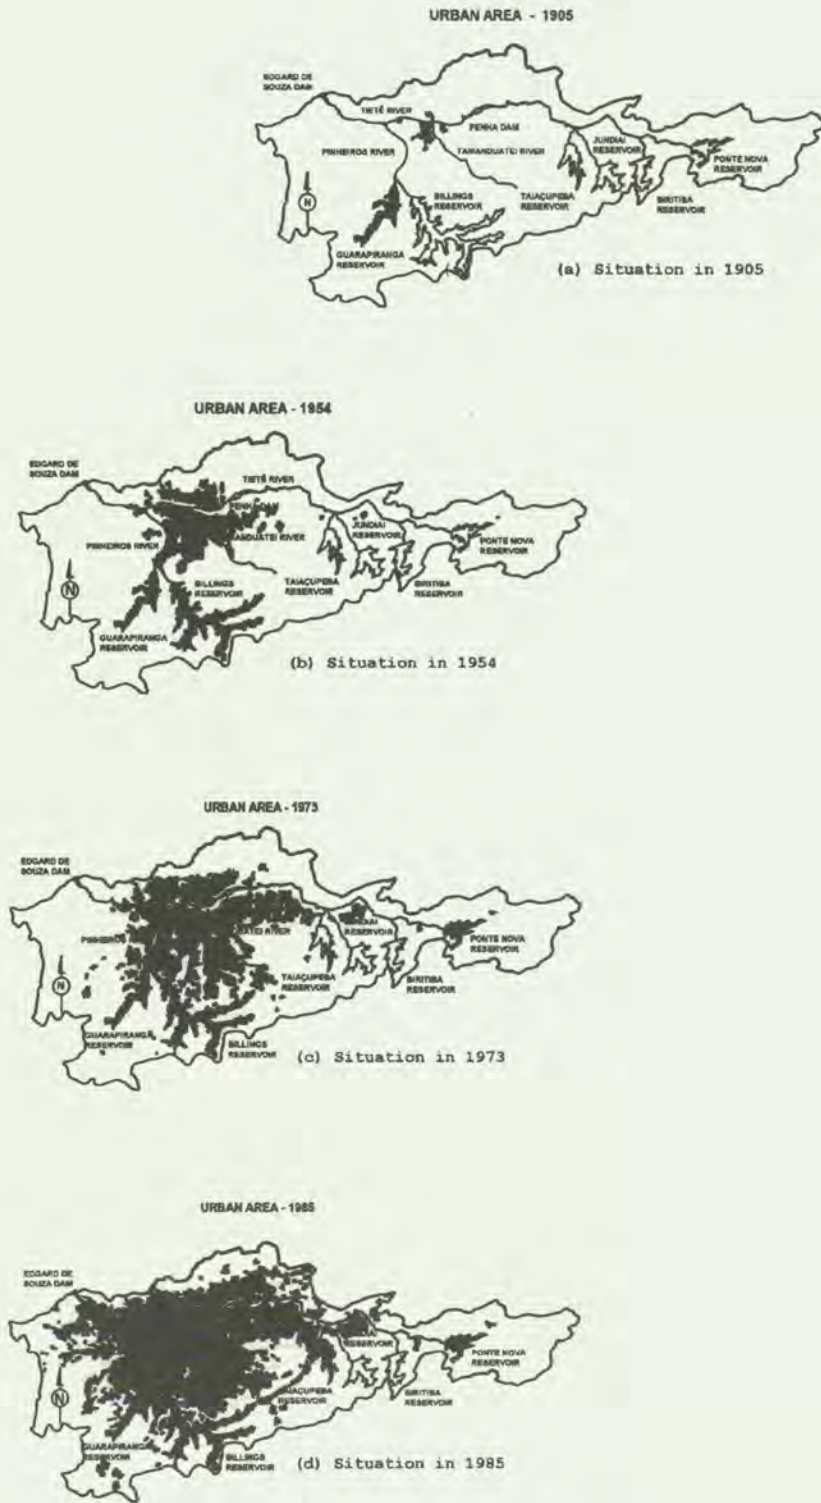 URBAN AREA - 1905
EDGARD DE
SOUZA DAM
TIETÊ RIVER
PENHA DAM
JUNDIAI
RESERVOIR
PINHEIROS RIVER
TAMANDUATEI RIVER
PONTE NOVA
RESERVOIR
BILLINGS
RESERVOIR
TAIAÇUPEBA
RESERVOIR
BIRITIBA
RESERVOIR
N
GUARAPIRANGA
RESERVOIR
(a) Situation in 1905
URBAN AREA - 1954
EDGARD DE
SOUZA DAM
TIETÊ RIVER
PENHA DAM
JUNDIAI
RESERVOIR
ANDUATEI RIVER
PINHEIROS RIVER
PONTE NOVA
RESERVOIR
BILLINGS
RESERVOIR
TAIAÇUPEBA
RESERVOIR
BIRITIBA
RESERVOIR
N
GUARAPIRANGA
RESERVOIR
(b) Situation in 1954
URBAN AREA - 1973
EDGARD DE
SOUZA DAM
RESERVOIR
PINHEIROS
RIVER
PONTE NOVA
RESERVOIR
TAIAÇUPEBA
RESERVOIR
BIRITIBA
RESERVOIR
N
GUARAPIRANGA
RESERVOIR
BILLINGS
RESERVOIR
(c) Situation in 1973
URBAN AREA - 1985
EDGARD DE
SOUZA DAM
RESERVOIR
PONTE NOVA
RESERVOIR
RESERVOIR
BIRITIBA
RESERVOIR
N
GUARAPIRANGA
RESERVOIR
BILLINGS
RESERVOIR
(d) Situation in 1985